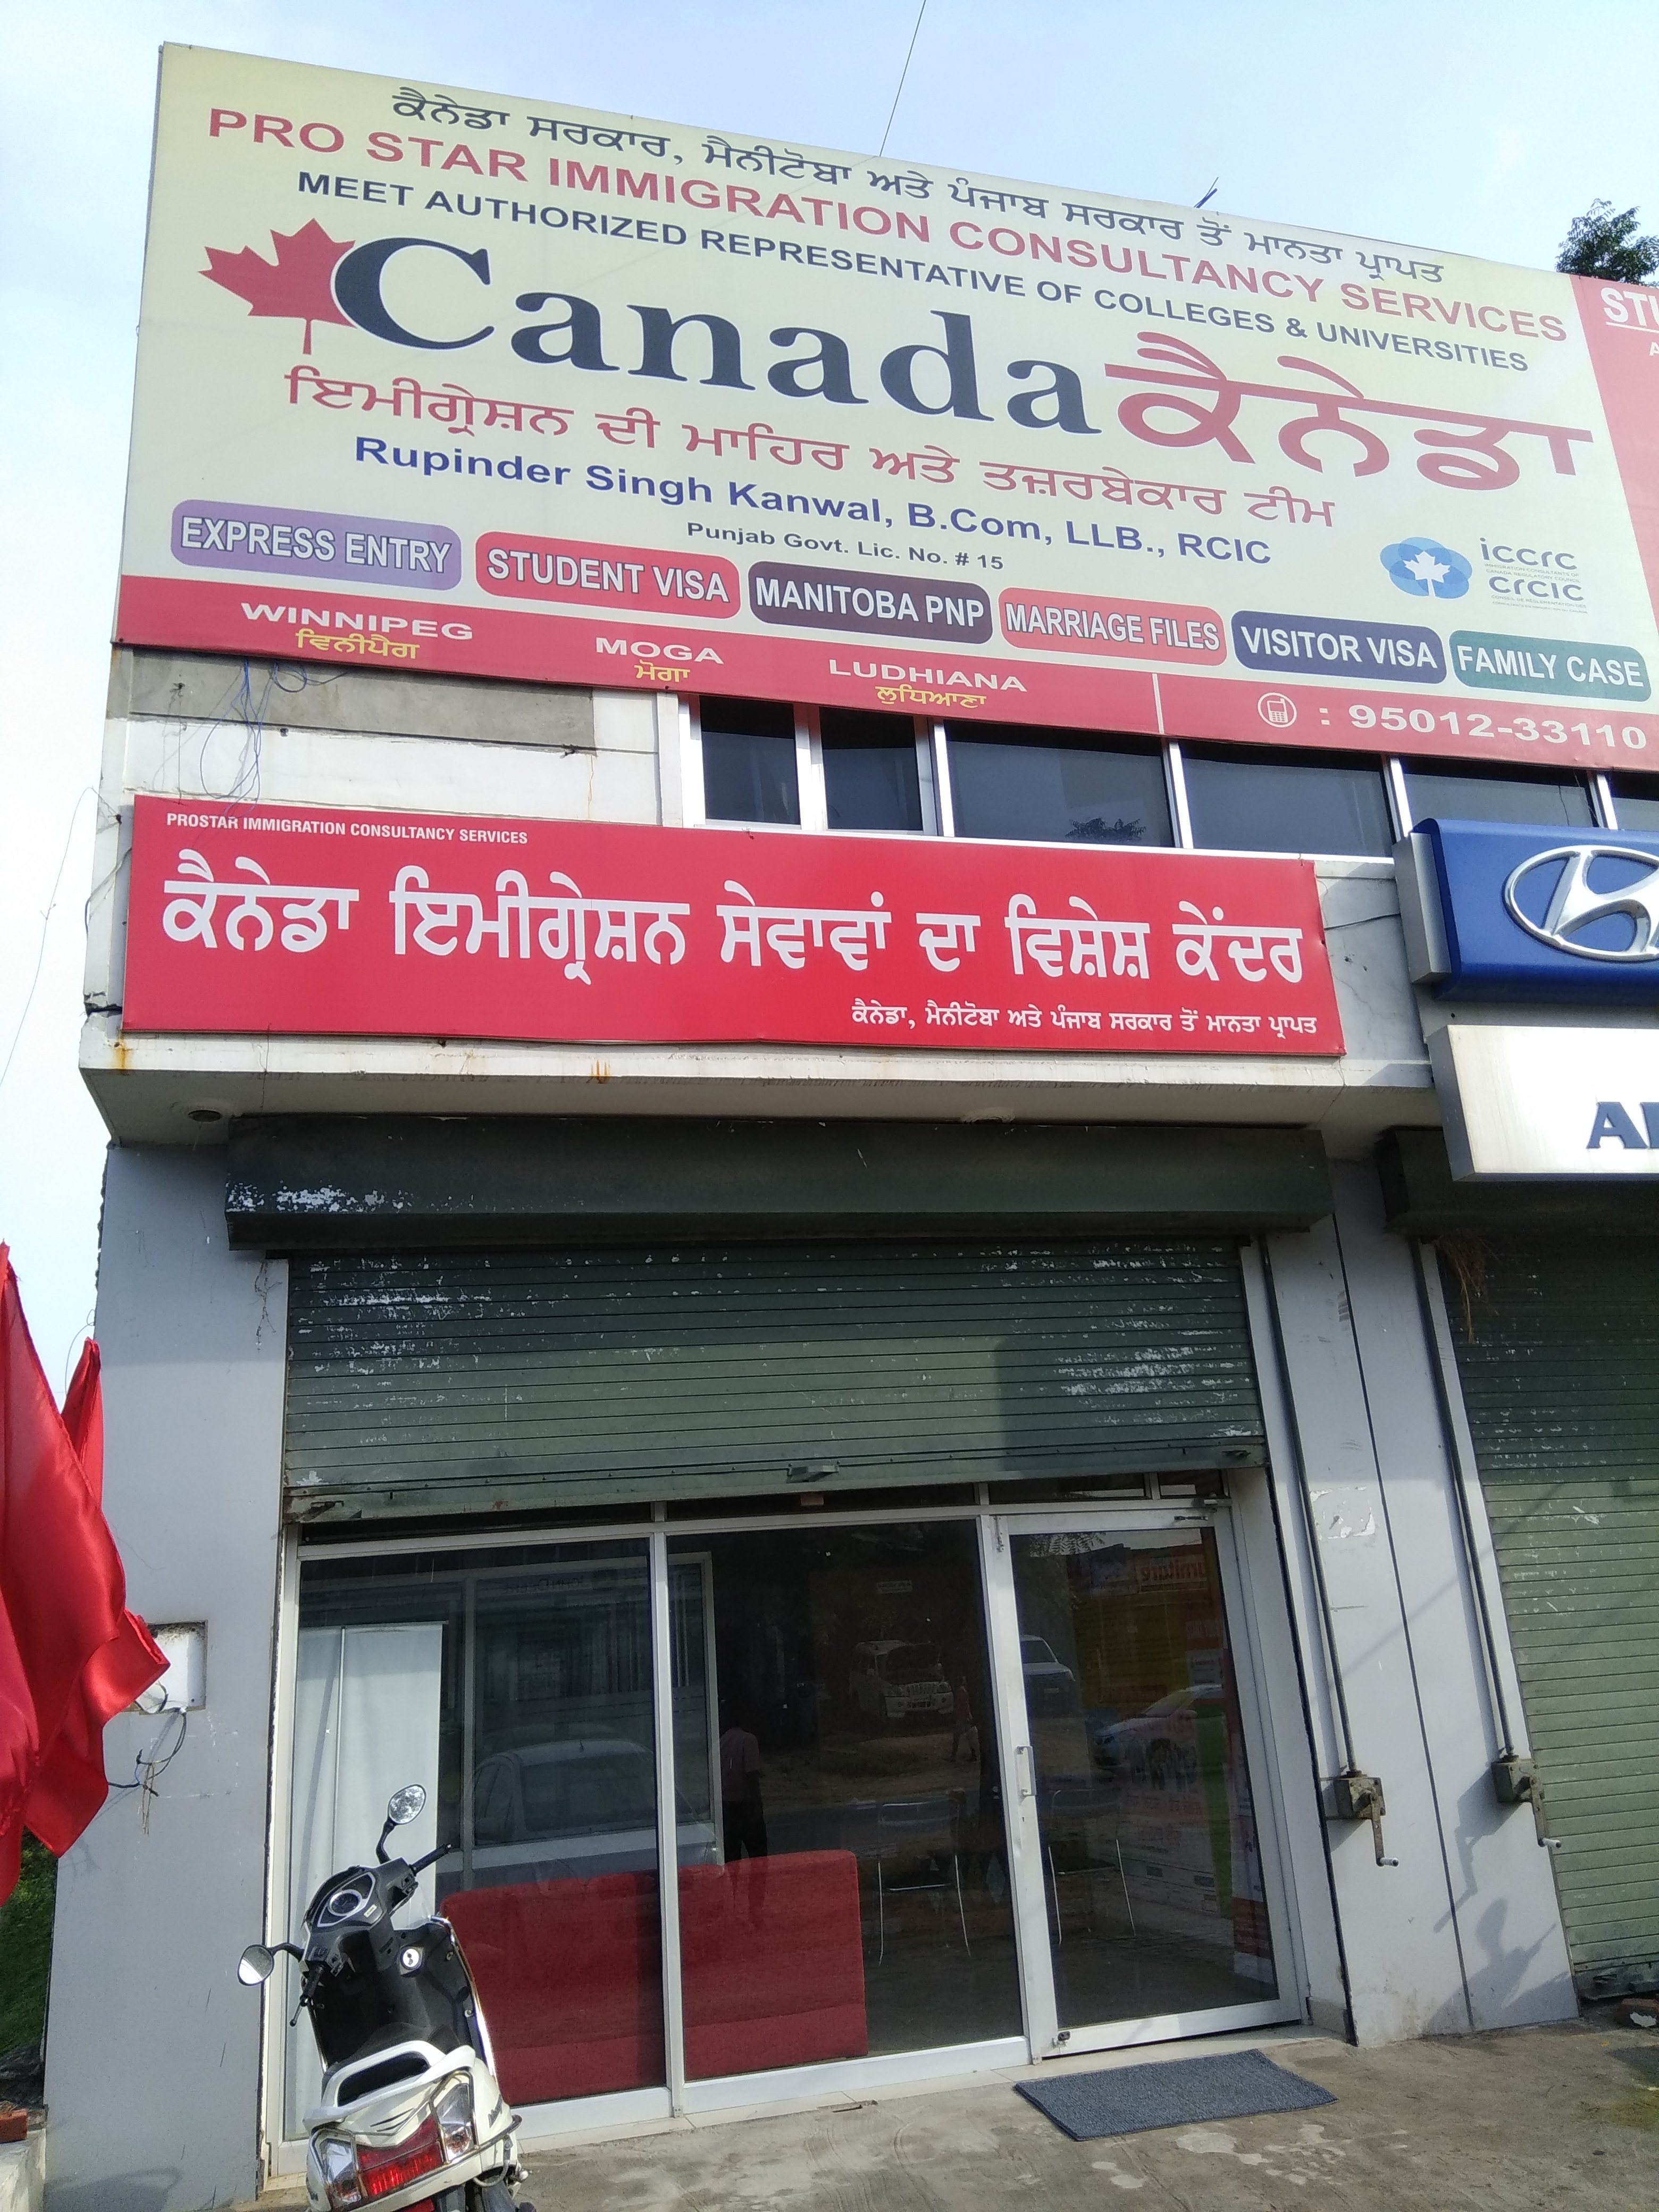 ਕੈਨੇਡਾ ਸਰਕਾਰ, ਮੈਨੀਟੋਬਾ ਅਤੇ ਪੰਜਾਬ ਸਰਕਾਰ ਤੋਂ ਮਾਨਤਾ ਪ੍ਰਾਪਤ
PRO STAR IMMIGRATION CONSULTANCY SERVICES
MEET AUTHORIZED REPRESENTATIVE OF COLLEGES & UNIVERSITIES
Canada ਕੈਨੇਡਾ
ਇਮੀਗ੍ਰੇਸ਼ਨ ਦੀ ਮਾਹਿਰ ਅਤੇ ਤਜ਼ਰਬੇਕਾਰ ਟੀਮ
Rupinder Singh Kanwal, B.Com, LLB., RCIC
Punjab Govt. Lic. No. # 15
iccrc
crcic
EXPRESS ENTRY STUDENT VISA MANITOBA PNP MARRIAGE FILES VISITOR VISA FAMILY CASE
WINNIPEG MOGA LUDHIANA
ਵਿਨੀਪੈਗ ਮੋਗਾ ਲੁਧਿਆਣਾ
: 95012-33110
PROSTAR IMMIGRATION CONSULTANCY SERVICES
ਕੈਨੇਡਾ ਇਮੀਗ੍ਰੇਸ਼ਨ ਸੇਵਾਵਾਂ ਦਾ ਵਿਸ਼ੇਸ਼ ਕੇਂਦਰ
ਕੈਨੇਡਾ, ਮੈਨੀਟੋਬਾ ਅਤੇ ਪੰਜਾਬ ਸਰਕਾਰ ਤੋਂ ਮਾਨਤਾ ਪ੍ਰਾਪਤ